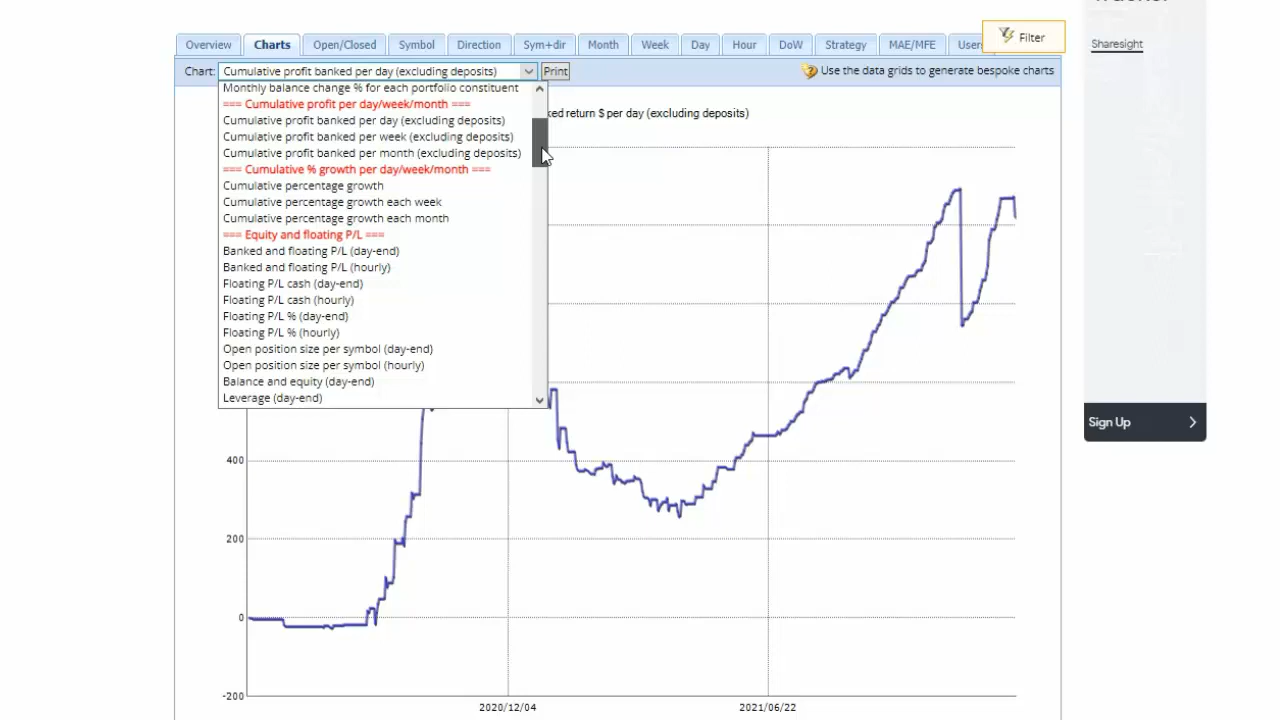 Overview Charts Open/Closed Symbol Direction Sym+dir Month Week Day Hour DoW Strategy MAE/MFE User Filter
Sharesight
Chart: Cumulative profit banked per day (excluding deposits) Print Use the data grids to generate bespoke charts
Monthly balance change % for each portfolio constituent
=== Cumulative profit per day/week/month ===
ked return $ per day (excluding deposits)
Cumulative profit banked per day (excluding deposits)
Cumulative profit banked per week (excluding deposits)
Cumulative profit banked per month (excluding deposits)
=== Cumulative % growth per day/week/month ===
Cumulative percentage growth
Cumulative percentage growth each week
Cumulative percentage growth each month
=== Equity and floating P/L ===
Banked and floating P/L (day-end)
Banked and floating P/L (hourly)
Floating P/L cash (day-end)
Floating P/L cash (hourly)
Floating P/L % (day-end)
Floating P/L % (hourly)
Open position size per symbol (day-end)
Open position size per symbol (hourly)
Balance and equity (day-end)
Leverage (day-end)
Sign Up
400
200
0
-200
2020/12/04 2021/06/22